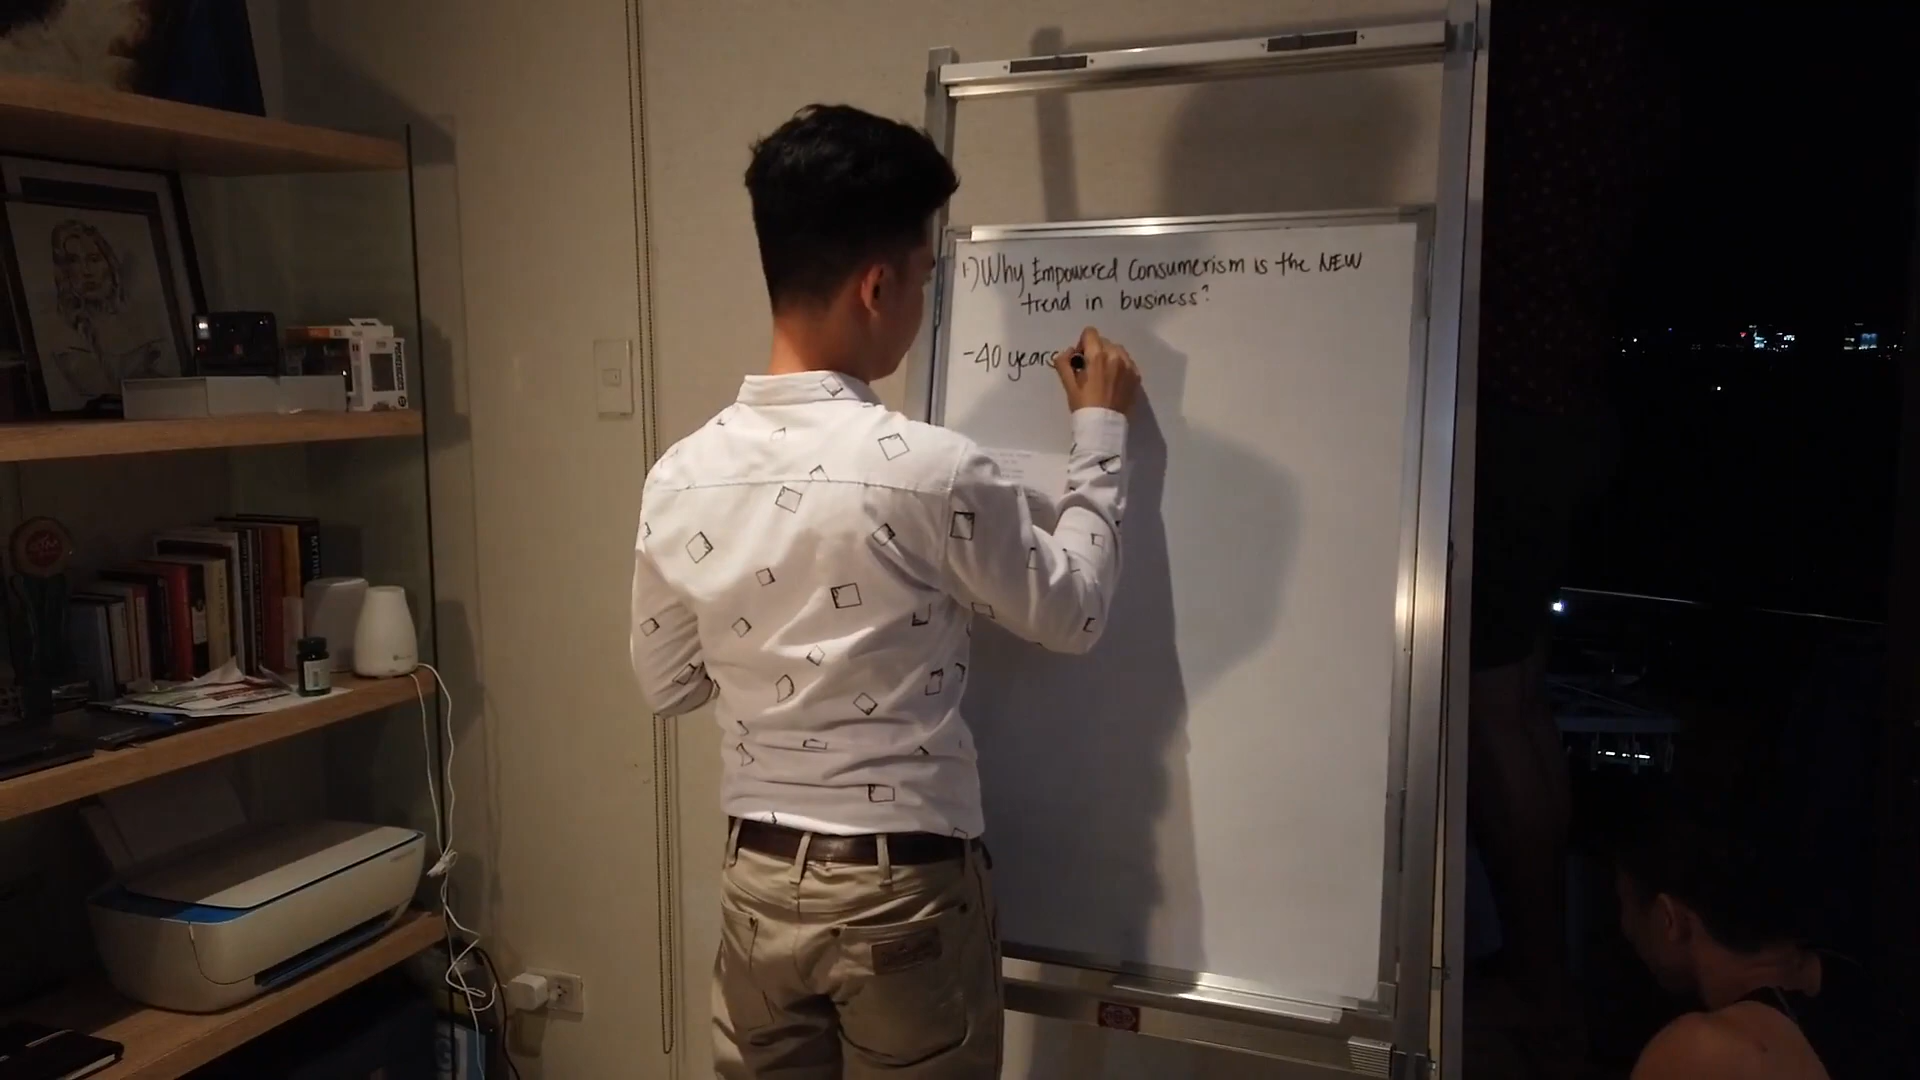 1.) Why Empowered Consumerism is the NEW
trend in business?
-40 years